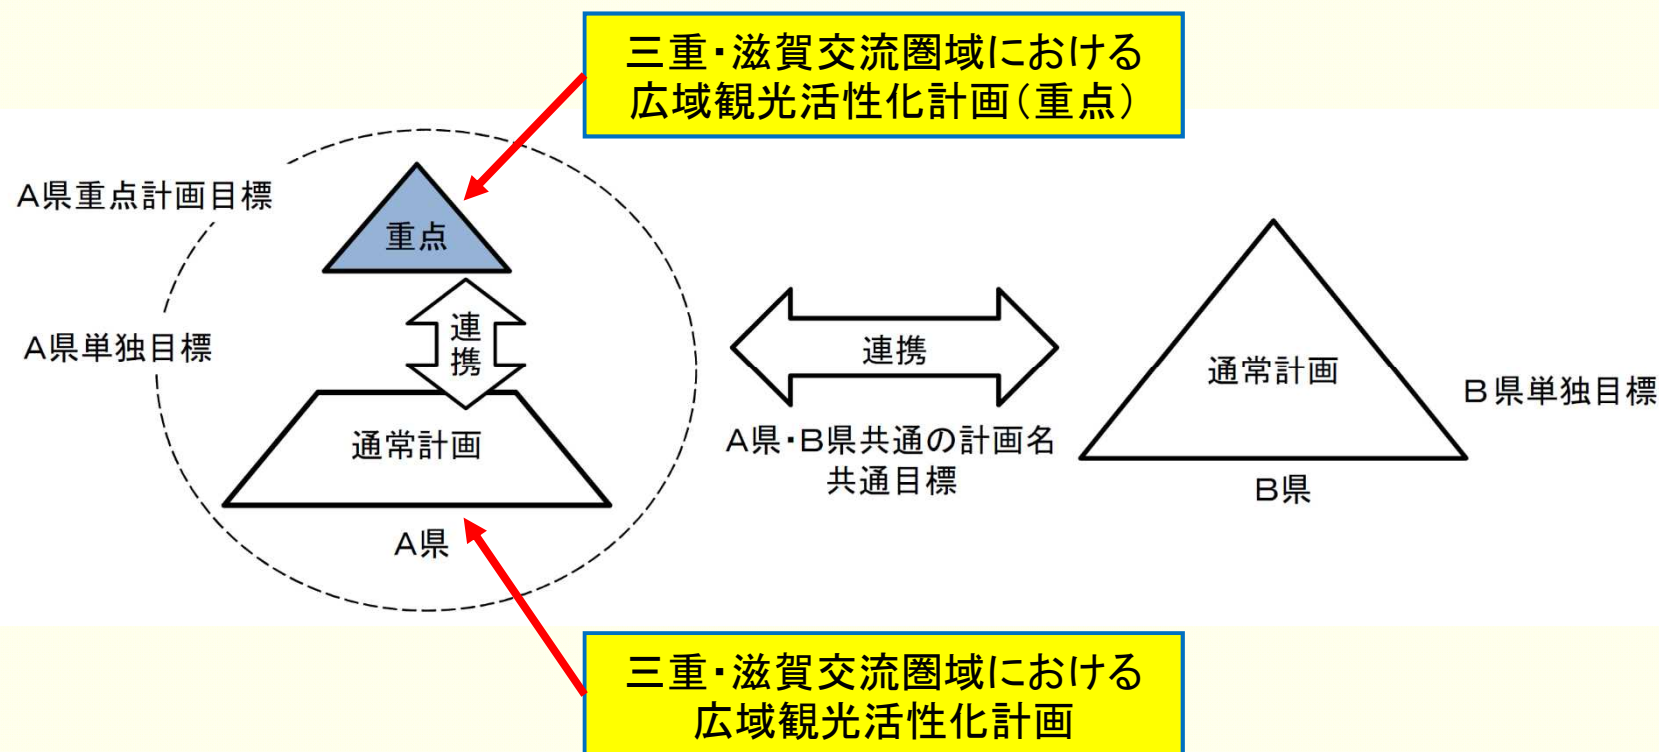 三重・滋賀交流圏域における
広域観光活性化計画(重点)
A県重点計画目標
重点
A県単独目標
連
携
通常計画
A県
連携
A県・B県共通の計画名
共通目標
通常計画
B県単独目標
B県
三重・滋賀交流圏域における
広域観光活性化計画